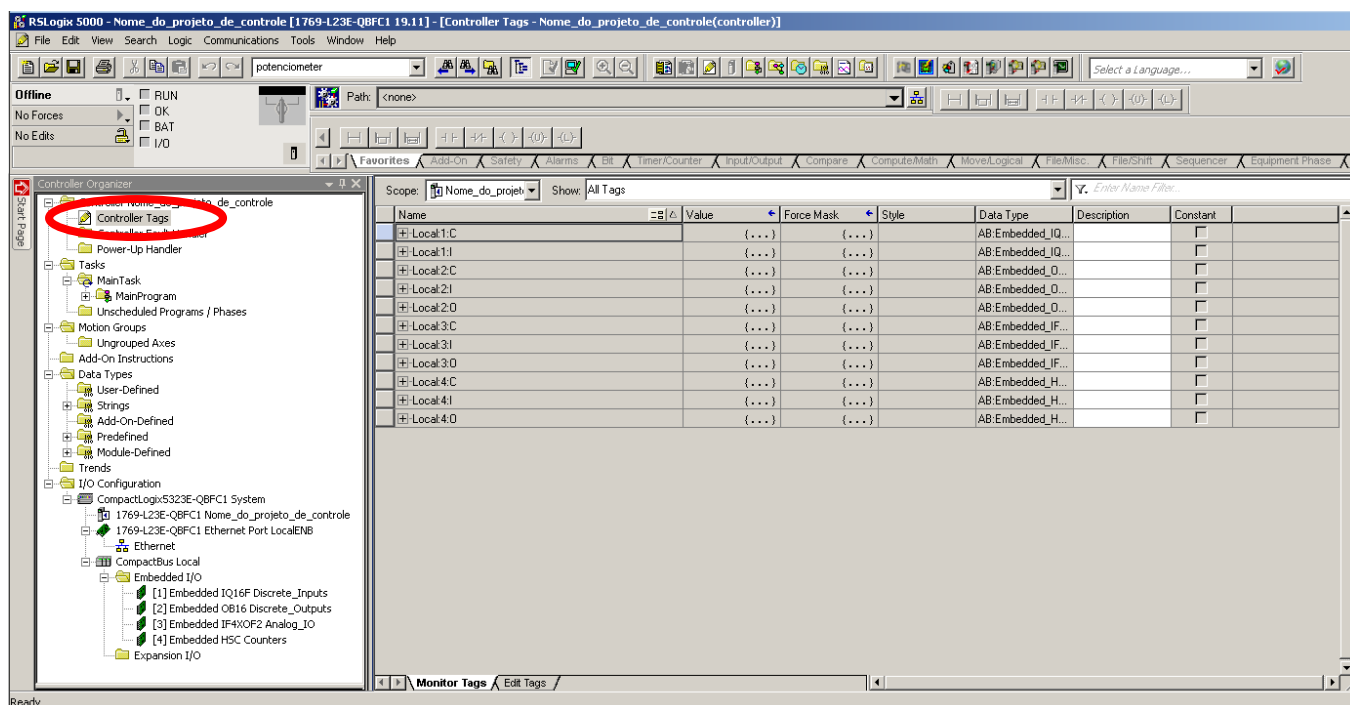 RSLogix 5000 - Nome_do_projeto_de_controle [1769-L23E-QBFC1 19.11] - [Controller Tags - Nome_do_projeto_de_controle(controller)]
File Edit View Search Logic Communications Tools Window Help
potenciometer
Select a Language...
Offline
RUN
Path: <none>
No Forces
OK
BAT
No Edits
I/O
Favorites Add-On Safety Alarms Bit Timer/Counter Input/Output Compare Compute/Math Move/Logical File/Misc. File/Shift Sequencer Equipment Phase
Start Page
Controller Organizer
Controller Nome_do_projeto_de_controle
Controller Tags
Controller Fault Handler
Power-Up Handler
Tasks
MainTask
MainProgram
Unscheduled Programs / Phases
Motion Groups
Ungrouped Axes
Add-On Instructions
Data Types
User-Defined
Strings
Add-On-Defined
Predefined
Module-Defined
Trends
I/O Configuration
CompactLogix5323E-QBFC1 System
1769-L23E-QBFC1 Nome_do_projeto_de_controle
1769-L23E-QBFC1 Ethernet Port LocalENB
Ethernet
CompactBus Local
Embedded I/O
[1] Embedded IQ16F Discrete_Inputs
[2] Embedded OB16 Discrete_Outputs
[3] Embedded IF4XOF2 Analog_IO
[4] Embedded HSC Counters
Expansion I/O
Scope: Nome_do_projet Show: All Tags
Enter Name Filter...
Name Value Force Mask Style Data Type Description Constant
Local:1:C {...} {...} AB:Embedded_IQ...
Local:1:I {...} {...} AB:Embedded_IQ...
Local:2:C {...} {...} AB:Embedded_O...
Local:2:I {...} {...} AB:Embedded_O...
Local:2:O {...} {...} AB:Embedded_O...
Local:3:C {...} {...} AB:Embedded_IF...
Local:3:I {...} {...} AB:Embedded_IF...
Local:3:O {...} {...} AB:Embedded_IF...
Local:4:C {...} {...} AB:Embedded_H...
Local:4:I {...} {...} AB:Embedded_H...
Local:4:O {...} {...} AB:Embedded_H...
Monitor Tags Edit Tags
Ready